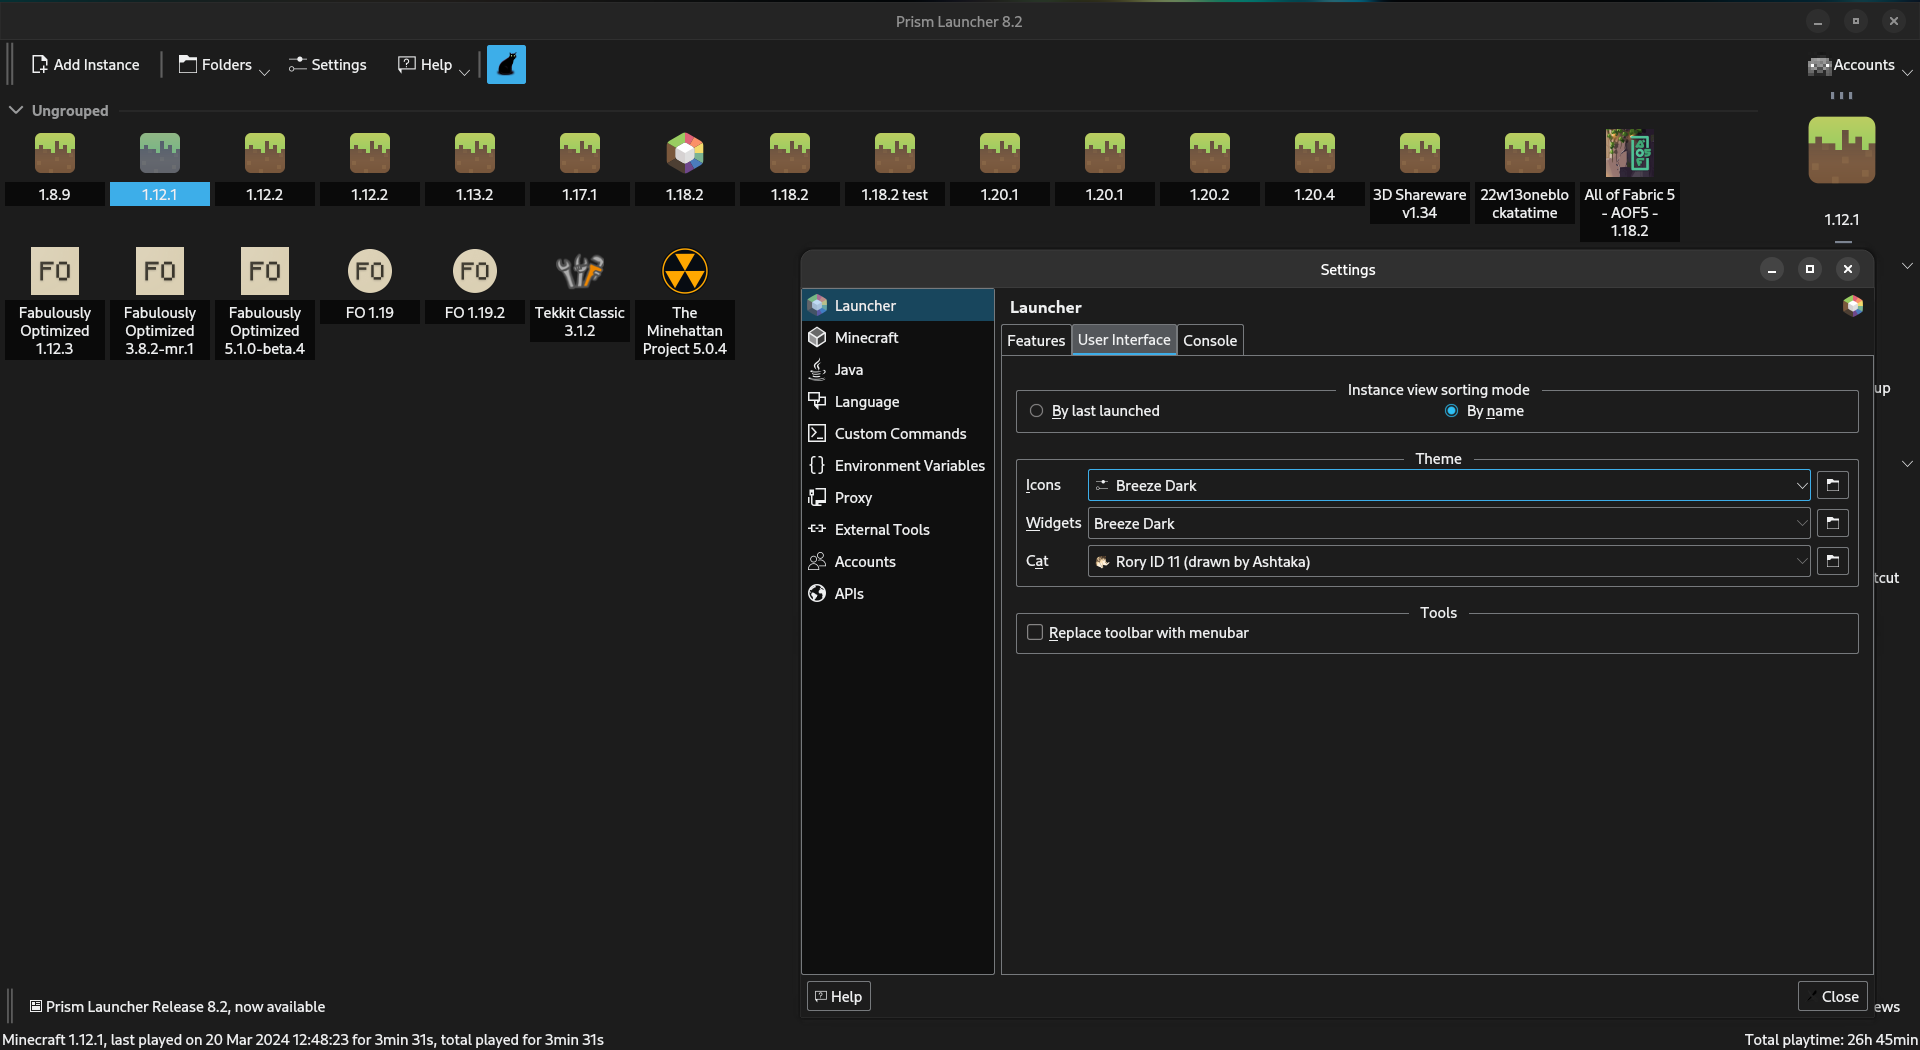 Prism Launcher 8.2
Add Instance
Folders
Settings
Help
Accounts
Ungrouped
1.8.9
1.12.1
1.12.2
1.12.2
1.13.2
1.17.1
1.18.2
1.18.2
1.18.2 test
1.20.1
1.20.1
1.20.2
1.20.4
3D Shareware
v1.34
22w13oneblo
ckatatime
All of Fabric 5
- AOF5 -
1.18.2
1.12.1
FO
Fabulously
Optimized
1.12.3
FO
Fabulously
Optimized
3.8.2-mr.1
FO
Fabulously
Optimized
5.1.0-beta.4
FO
FO 1.19
FO
FO 1.19.2
Tekkit Classic
3.1.2
The
Minehattan
Project 5.0.4
Settings
Launcher
Minecraft
Java
Language
Custom Commands
Environment Variables
Proxy
External Tools
Accounts
APIs
Launcher
Features
User Interface
Console
Instance view sorting mode
By last launched
By name
Theme
Icons
Breeze Dark
Widgets
Breeze Dark
Cat
Rory ID 11 (drawn by Ashtaka)
Tools
Replace toolbar with menubar
Help
Close
up
tcut
ews
Prism Launcher Release 8.2, now available
Minecraft 1.12.1, last played on 20 Mar 2024 12:48:23 for 3min 31s, total played for 3min 31s
Total playtime: 26h 45min